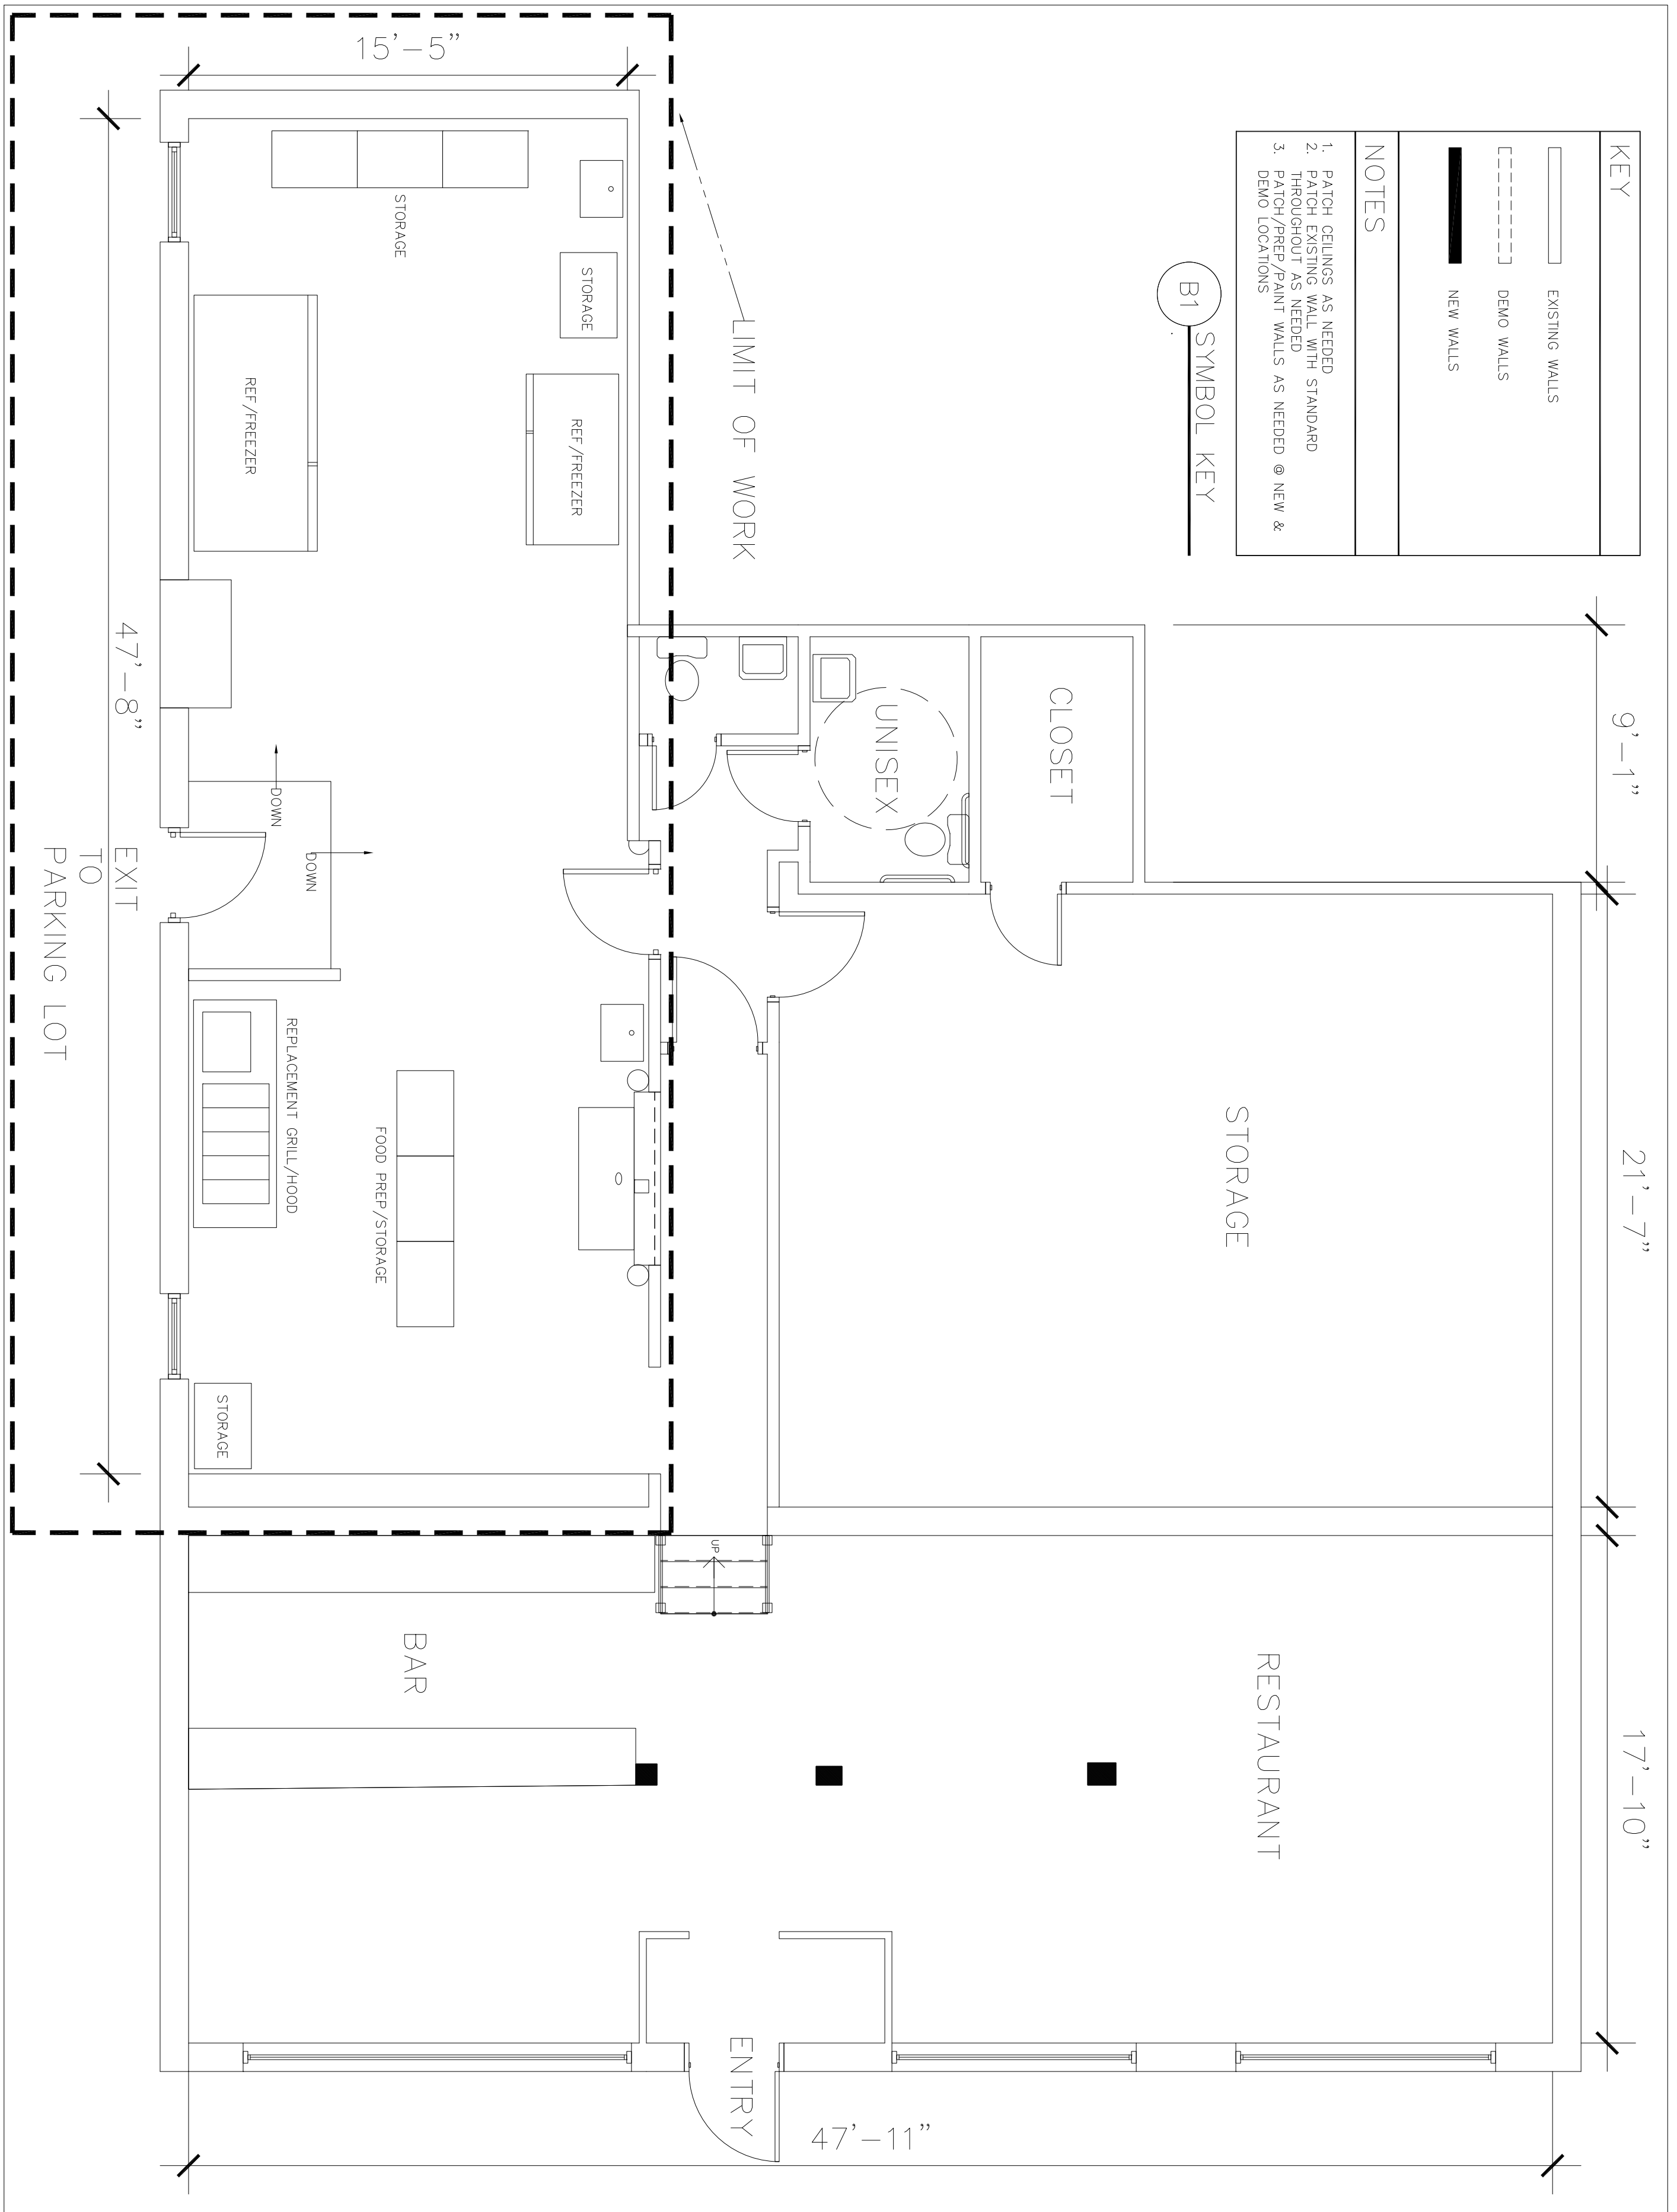 KEY
EXISTING WALLS
DEMO WALLS
NEW WALLS
NOTES
1. PATCH CEILINGS AS NEEDED
2. PATCH EXISTING WALL WITH STANDARD
THROUGHOUT AS NEEDED
3. PATCH/PREP/PAINT WALLS AS NEEDED @ NEW &
DEMO LOCATIONS
B1
SYMBOL KEY
9'-1"
21'-7"
17'-10"
CLOSET
UNISEX
STORAGE
RESTAURANT
LIMIT OF WORK
UP
ENTRY
15'-5"
STORAGE
STORAGE
REF/FREEZER
REF/FREEZER
DOWN
DOWN
REPLACEMENT GRILL/HOOD
FOOD PREP/STORAGE
STORAGE
BAR
47'-11"
47'-8"
EXIT
TO
PARKING LOT